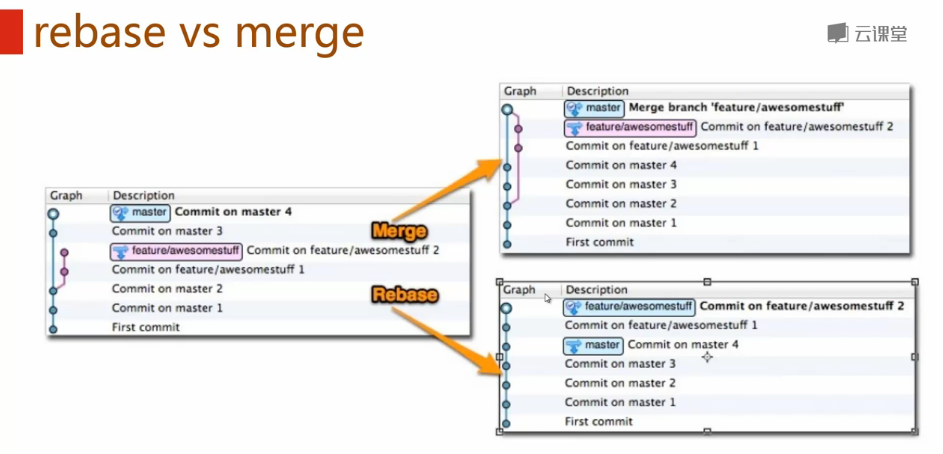 rebase vs merge
云课堂
Graph Description
master Commit on master 4
Commit on master 3
feature/awesomestuff Commit on feature/awesomestuff 2
Commit on feature/awesomestuff 1
Commit on master 2
Commit on master 1
First commit
Merge
Rebase
Graph Description
master Merge branch 'feature/awesomestuff'
feature/awesomestuff Commit on feature/awesomestuff 2
Commit on feature/awesomestuff 1
Commit on master 4
Commit on master 3
Commit on master 2
Commit on master 1
First commit
Graph Description
feature/awesomestuff Commit on feature/awesomestuff 2
Commit on feature/awesomestuff 1
master Commit on master 4
Commit on master 3
Commit on master 2
Commit on master 1
First commit